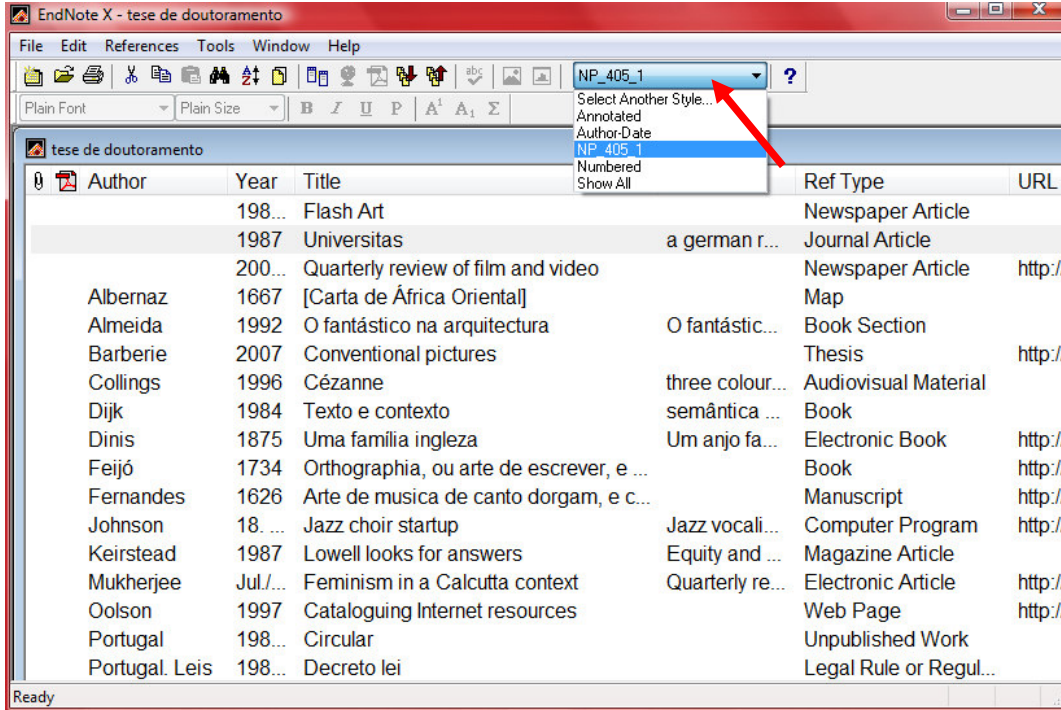 EndNote X - tese de doutoramento
File Edit References Tools Window Help
abc NP_405_1 ?
Plain Font Plain Size B I U P A1 A1 Σ
Select Another Style...
Annotated
Author-Date
NP_405_1
Numbered
Show All
tese de doutoramento
Author Year Title Ref Type URL
198... Flash Art Newspaper Article
1987 Universitas a german r... Journal Article
200... Quarterly review of film and video Newspaper Article http:/
Albernaz 1667 [Carta de África Oriental] Map
Almeida 1992 O fantástico na arquitectura O fantástic... Book Section
Barberie 2007 Conventional pictures Thesis http:/
Collings 1996 Cézanne three colour... Audiovisual Material
Dijk 1984 Texto e contexto semântica ... Book
Dinis 1875 Uma família ingleza Um anjo fa... Electronic Book http:/
Feijó 1734 Orthographia, ou arte de escrever, e ... Book http:/
Fernandes 1626 Arte de musica de canto dorgam, e c... Manuscript http:/
Johnson 18. ... Jazz choir startup Jazz vocali... Computer Program http:/
Keirstead 1987 Lowell looks for answers Equity and ... Magazine Article
Mukherjee Jul./... Feminism in a Calcutta context Quarterly re... Electronic Article http:/
Oolson 1997 Cataloguing Internet resources Web Page http:/
Portugal 198... Circular Unpublished Work
Portugal. Leis 198... Decreto lei Legal Rule or Regul...
Ready